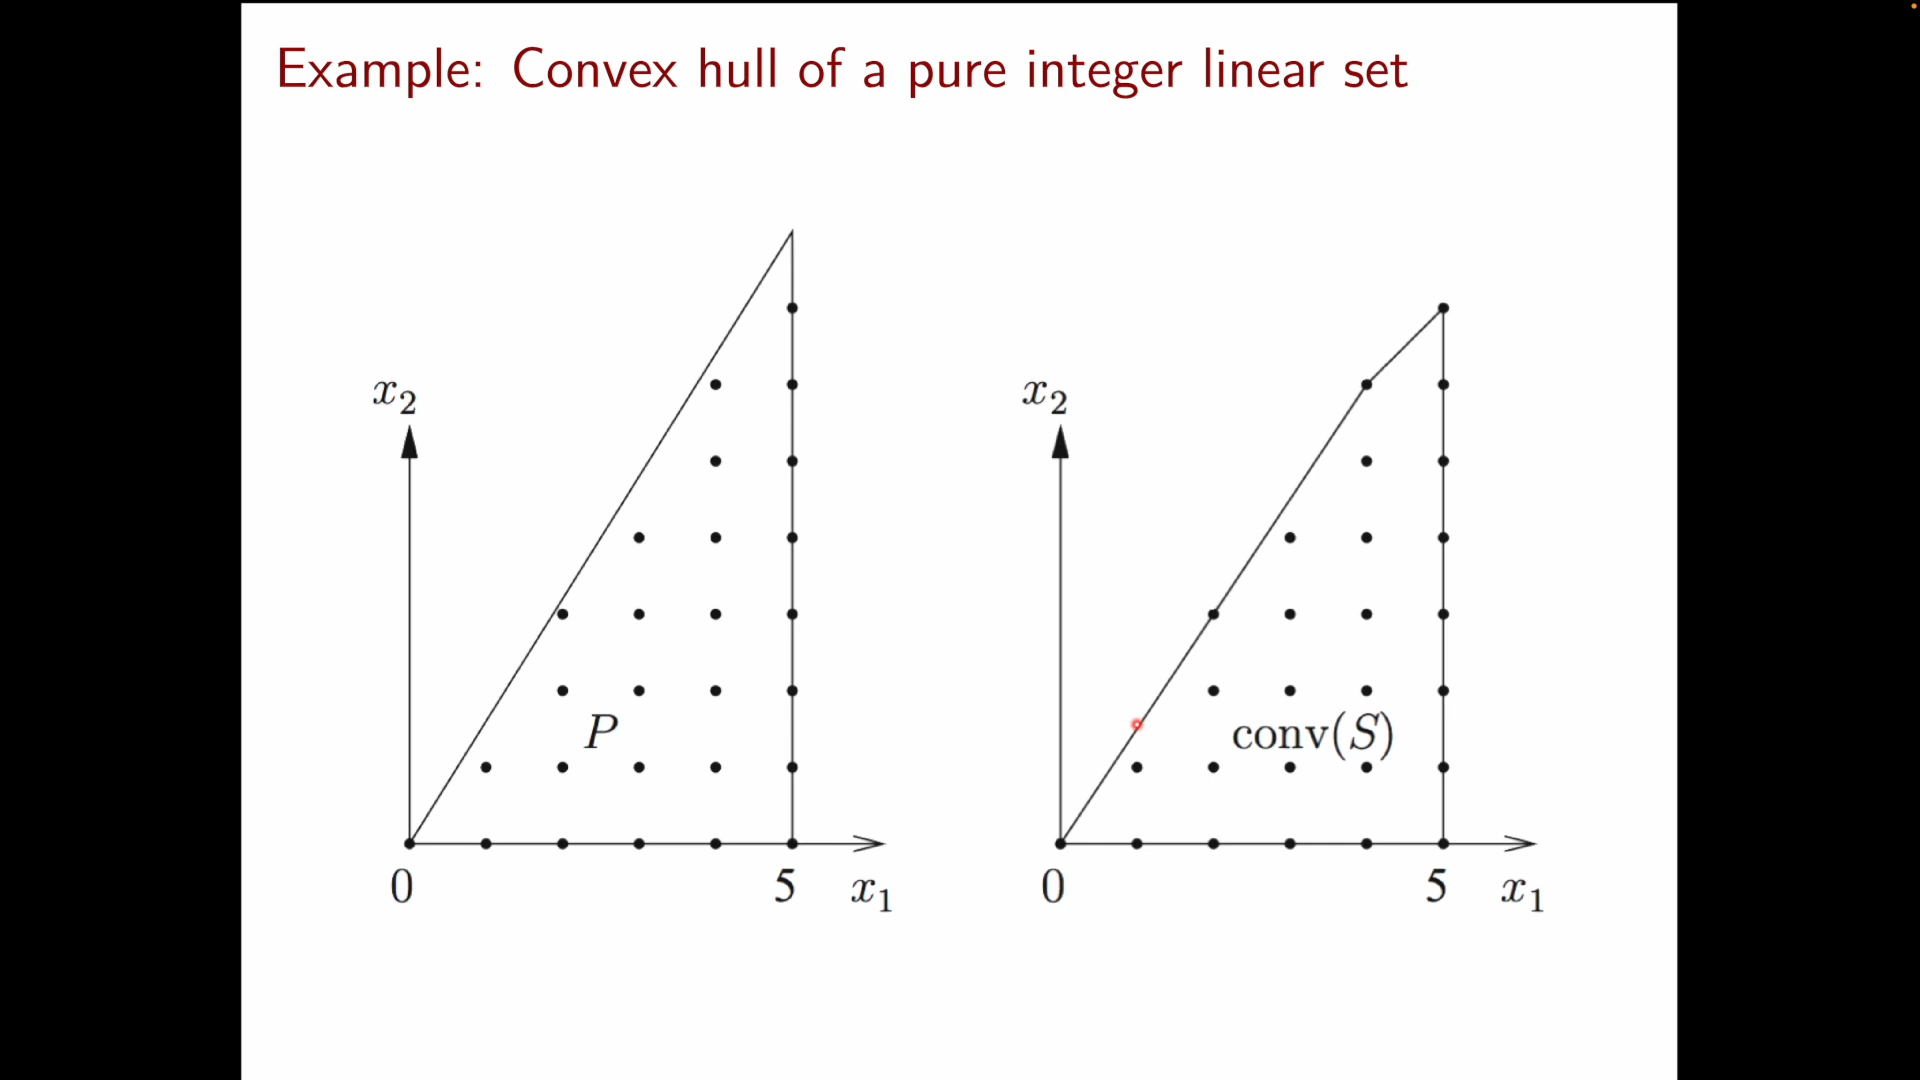 Example: Convex hull of a pure integer linear set
x₂
P
0
5
x₁
x₂
conv(S)
0
5
x₁